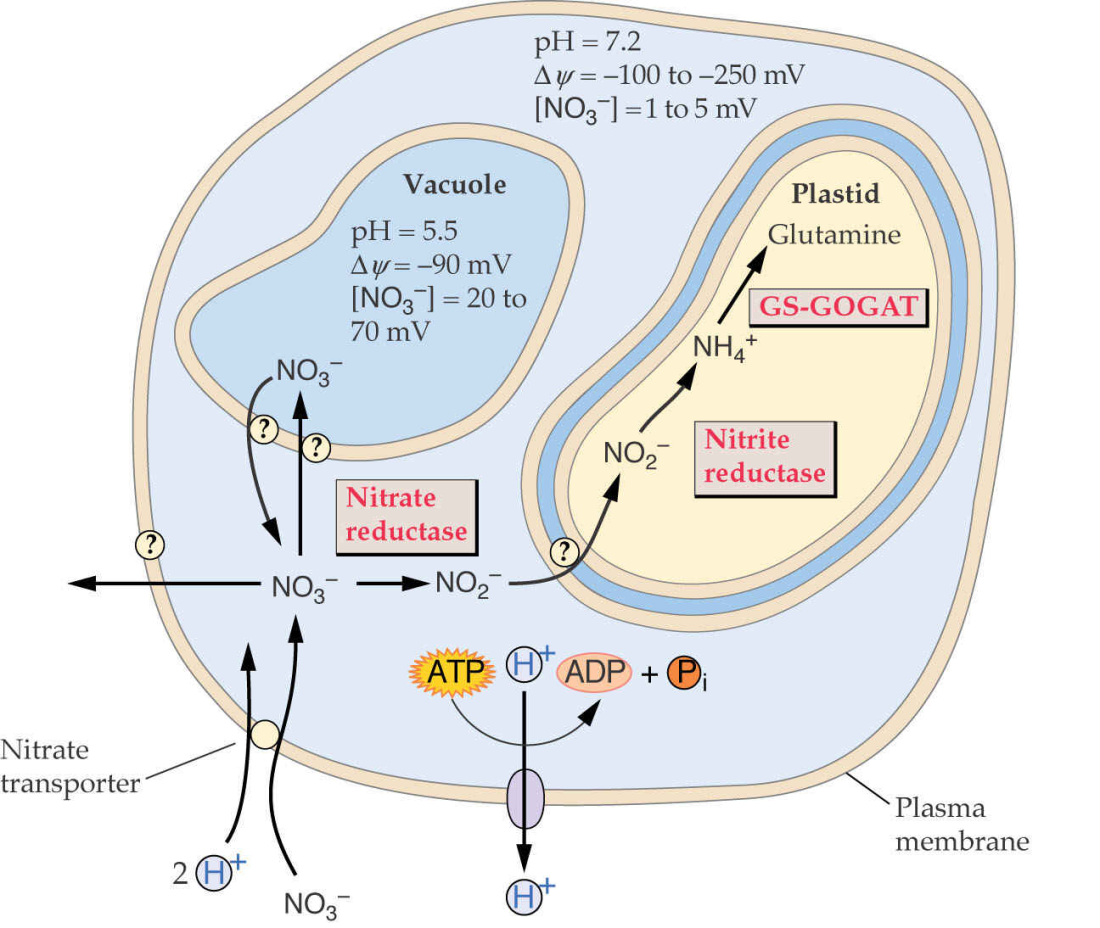 pH = 7.2
Δψ = –100 to –250 mV
[NO₃⁻] = 1 to 5 mV
Vacuole
pH = 5.5
Δψ = –90 mV
[NO₃⁻] = 20 to
70 mV
NO₃⁻
?
?
Plastid
Glutamine
GS-GOGAT
NH₄⁺
NO₂⁻
Nitrite
reductase
Nitrate
reductase
?
?
NO₃⁻
NO₂⁻
ATP
H⁺
ADP + Pᵢ
Nitrate
transporter
Plasma
membrane
2 H⁺
NO₃⁻
H⁺